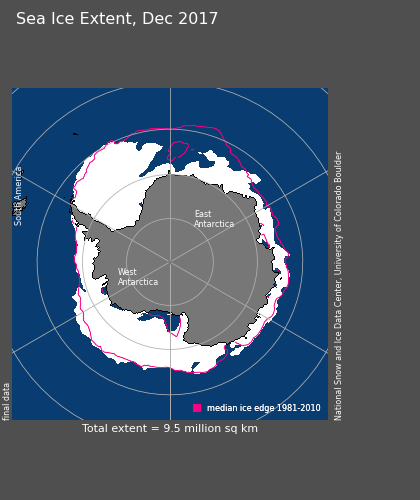 Sea Ice Extent, Dec 2017
South America
East
Antarctica
West
Antarctica
National Snow and Ice Data Center, University of Colorado Boulder
final data
median ice edge 1981-2010
Total extent = 9.5 million sq km